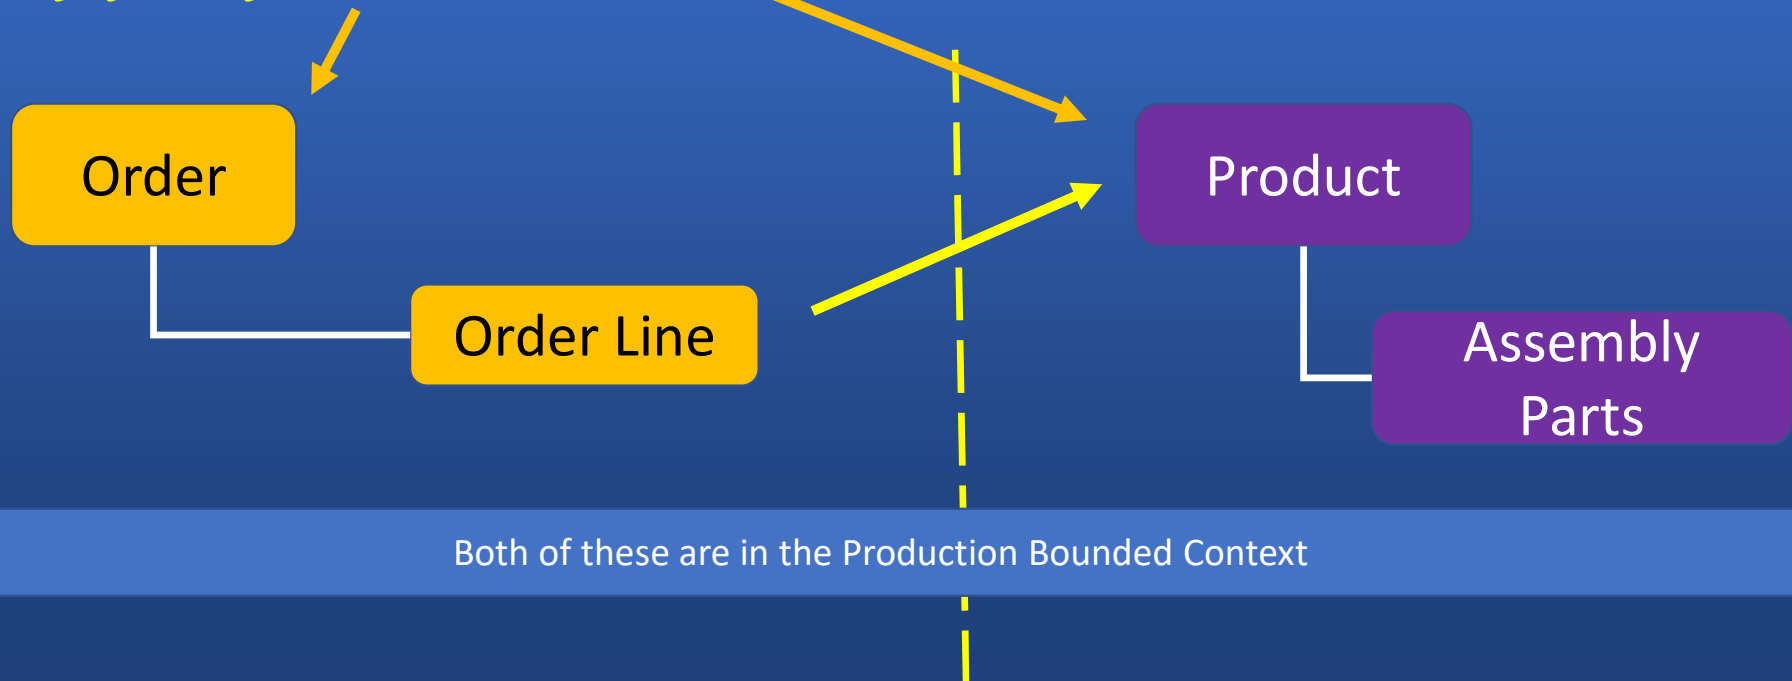 Order
Product
Order Line
Assembly
Parts
Both of these are in the Production Bounded Context